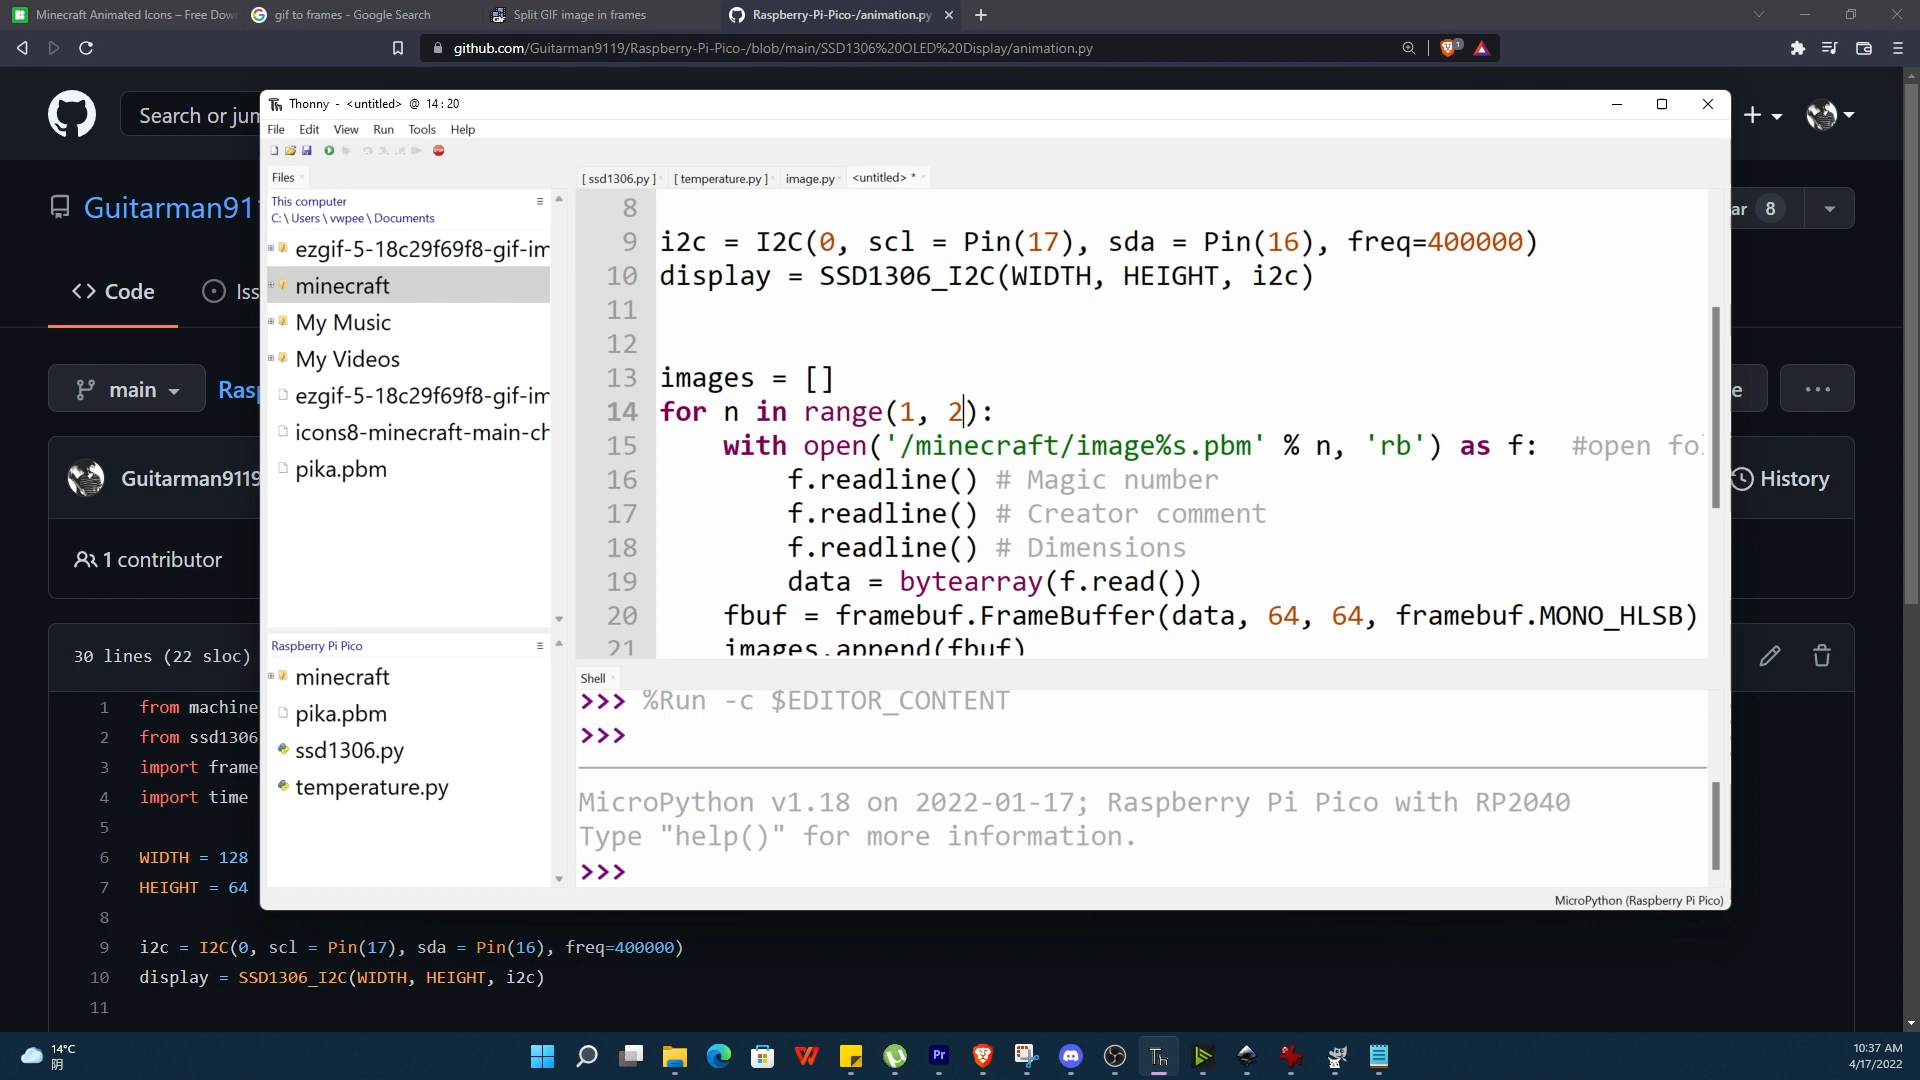 Minecraft Animated Icons – Free Dow
gif to frames - Google Search
Split GIF image in frames
Raspberry-Pi-Pico-/animation.py
github.com/Guitarman9119/Raspberry-Pi-Pico-/blob/main/SSD1306%20OLED%20Display/animation.py
1
Search or jum
Guitarman911
ar 8
Code
Iss
main
Rasp
e
Guitarman9119
History
1 contributor
30 lines (22 sloc)
1 from machine
2 from ssd1306
3 import frame
4 import time
5
6 WIDTH = 128
7 HEIGHT = 64
8
9 i2c = I2C(0, scl = Pin(17), sda = Pin(16), freq=400000)
10 display = SSD1306_I2C(WIDTH, HEIGHT, i2c)
11
Thonny - <untitled> @ 14:20
File Edit View Run Tools Help
Files
This computer
C:\Users\vwpee\Documents
ezgif-5-18c29f69f8-gif-im
minecraft
My Music
My Videos
ezgif-5-18c29f69f8-gif-im
icons8-minecraft-main-ch
pika.pbm
Raspberry Pi Pico
minecraft
pika.pbm
ssd1306.py
temperature.py
[ ssd1306.py ] [ temperature.py ] image.py <untitled> *
8
9 i2c = I2C(0, scl = Pin(17), sda = Pin(16), freq=400000)
10 display = SSD1306_I2C(WIDTH, HEIGHT, i2c)
11
12
13 images = []
14 for n in range(1, 2):
15 with open('/minecraft/image%s.pbm' % n, 'rb') as f: #open fol
16 f.readline() # Magic number
17 f.readline() # Creator comment
18 f.readline() # Dimensions
19 data = bytearray(f.read())
20 fbuf = framebuf.FrameBuffer(data, 64, 64, framebuf.MONO_HLSB)
21 images.append(fbuf)
Shell
>>> %Run -c $EDITOR_CONTENT
>>>
MicroPython v1.18 on 2022-01-17; Raspberry Pi Pico with RP2040
Type "help()" for more information.
>>>
MicroPython (Raspberry Pi Pico)
14°C
阴
Pr
Th
10:37 AM
4/17/2022